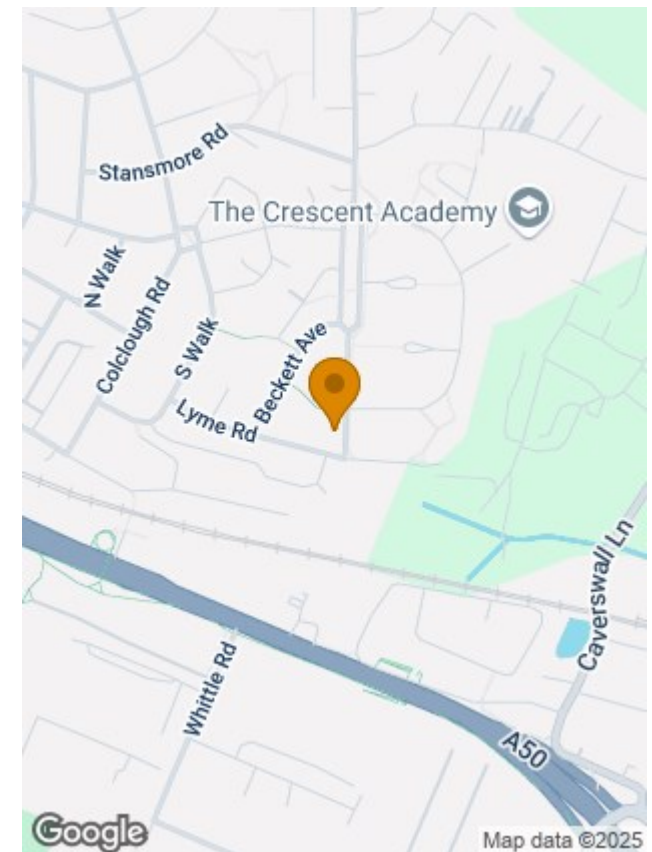 Stansmore Rd
The Crescent Academy
N Walk
Colclough Rd
S Walk
Beckett Ave
Lyme Rd
Caverswall Ln
Whittle Rd
A50
Google
Map data ©2025